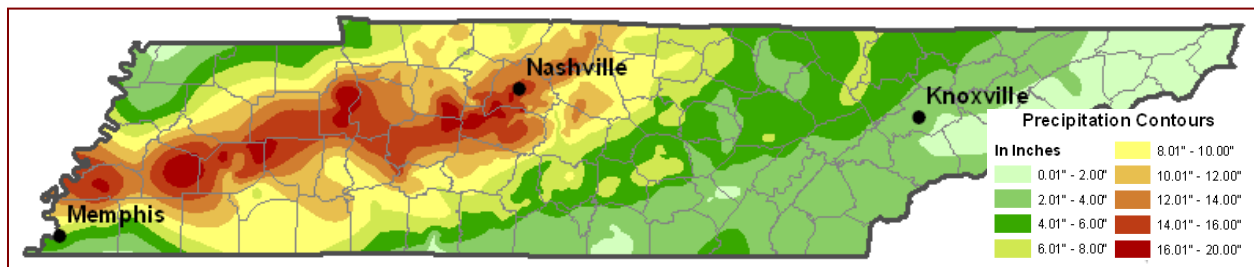 Nashville
Knoxville
Memphis
Precipitation Contours
In Inches
0.01" - 2.00"
2.01" - 4.00"
4.01" - 6.00"
6.01" - 8.00"
8.01" - 10.00"
10.01" - 12.00"
12.01" - 14.00"
14.01" - 16.00"
16.01" - 20.00"